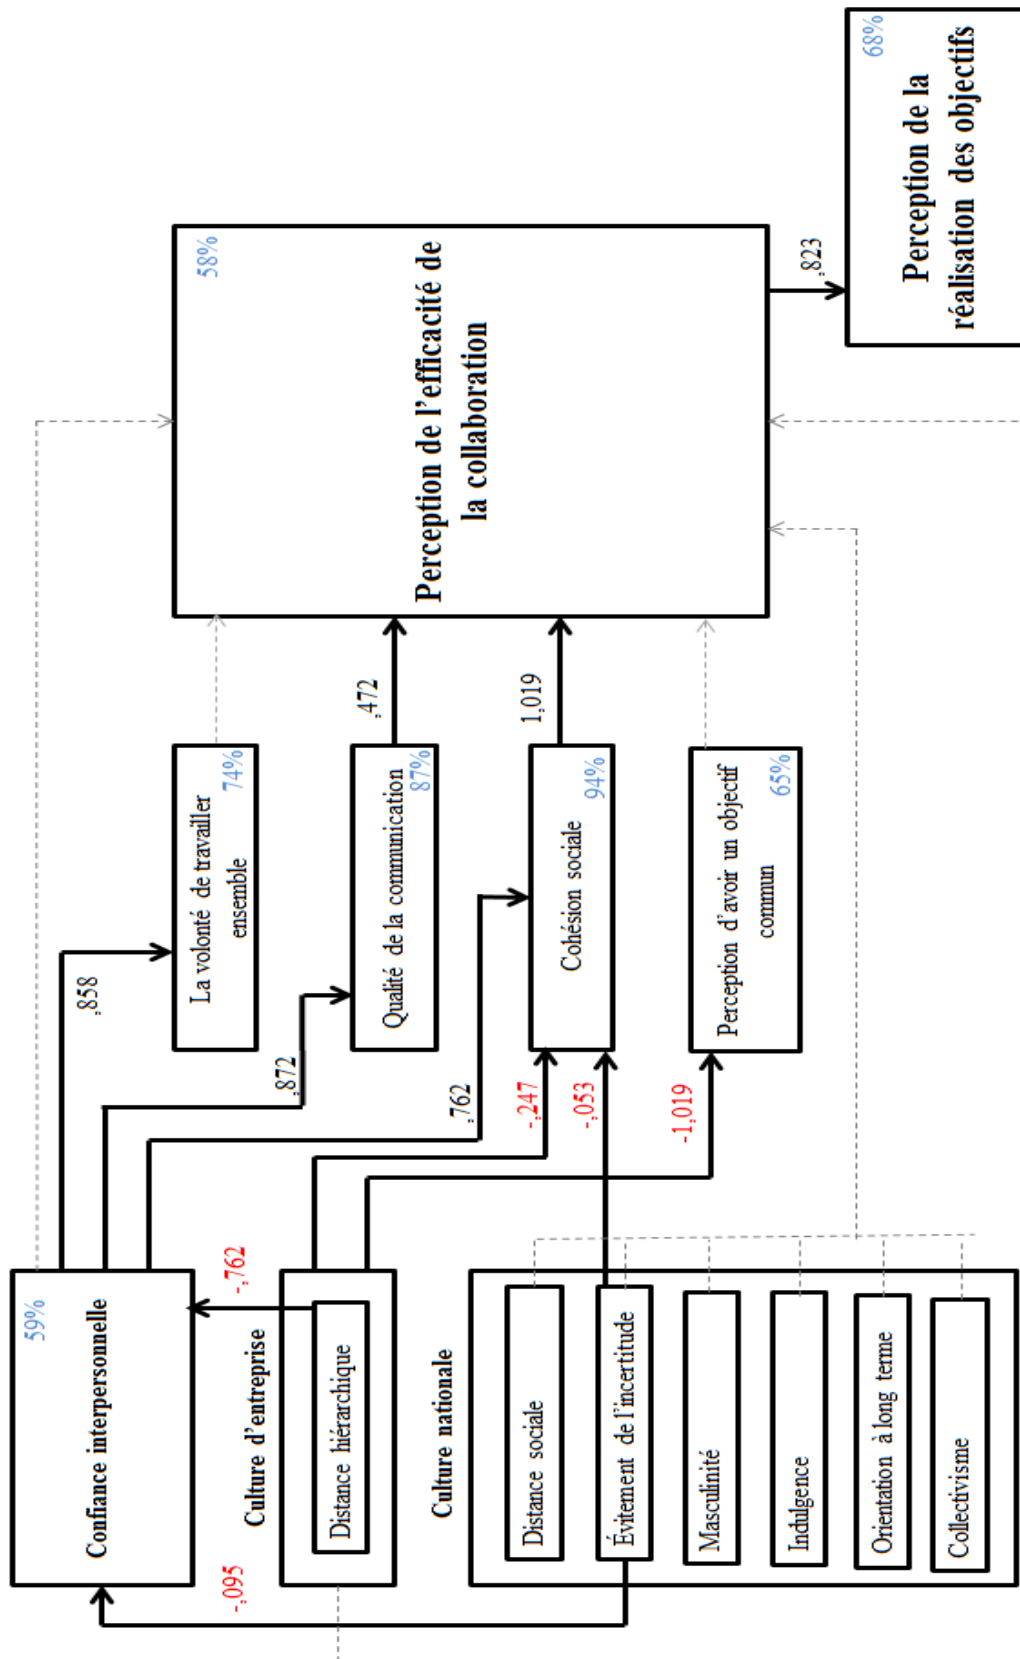 Confiance interpersonnelle
59%
-,095
-,762
Culture d'entreprise
Distance hiérarchique
Culture nationale
Distance sociale
Évitement de l'incertitude
Masculinité
Indulgence
Orientation à long terme
Collectivisme
,858
,872
,762
-,247
-,053
-1,019
La volonté de travailler
ensemble
74%
Qualité de la communication
87%
Cohésion sociale
94%
Perception d'avoir un objectif
commun
65%
,472
1,019
Perception de l'efficacité de
la collaboration
58%
,823
Perception de la
réalisation des objectifs
68%